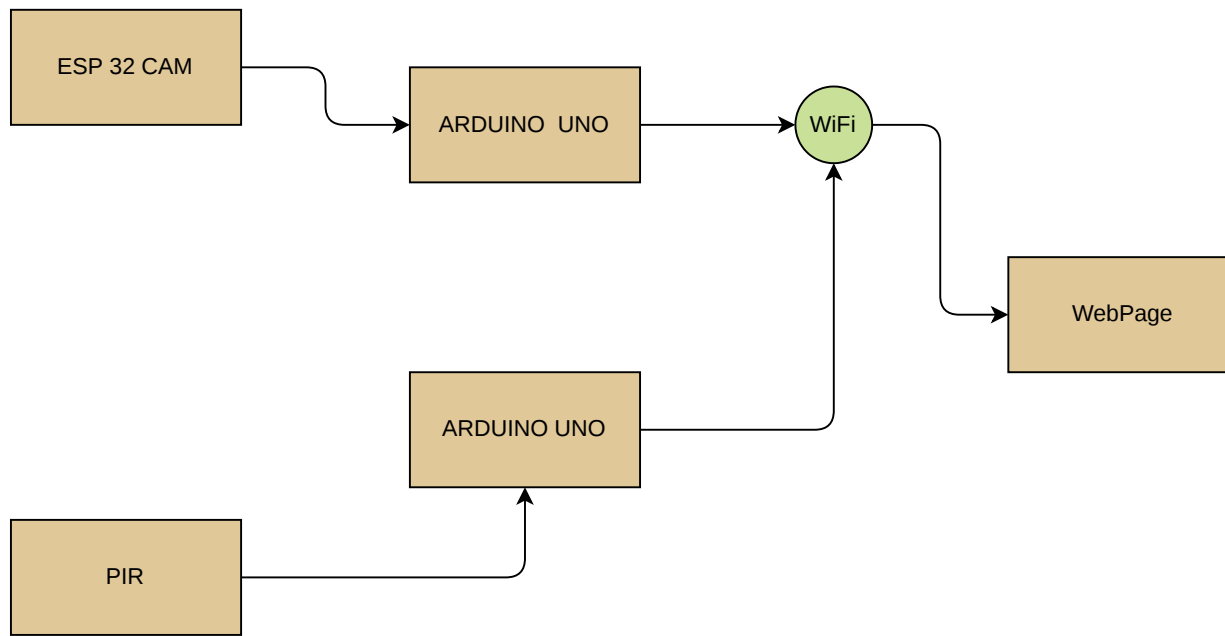 ESP 32 CAM
ARDUINO  UNO
WiFi
WebPage
ARDUINO UNO
PIR